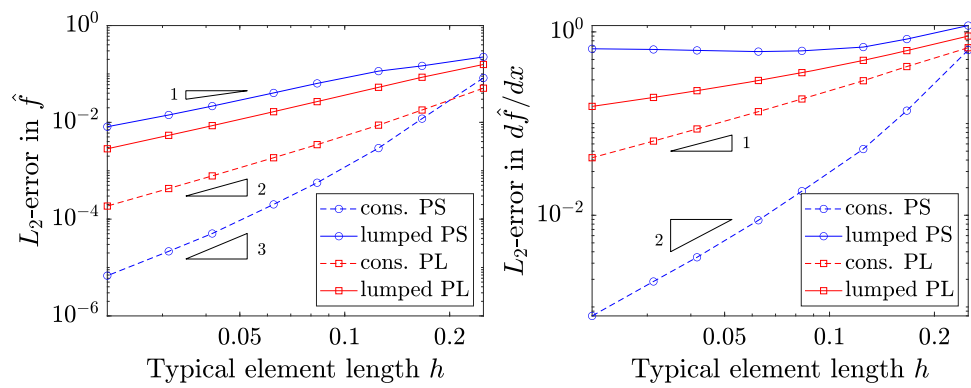 10^0
10^{-2}
10^{-4}
10^{-6}
L_2-error in \hat{f}
1
2
3
cons. PS
lumped PS
cons. PL
lumped PL
0.05
0.1
0.2
Typical element length h
10^0
10^{-2}
L_2-error in d\hat{f}/dx
1
2
cons. PS
lumped PS
cons. PL
lumped PL
0.05
0.1
0.2
Typical element length h